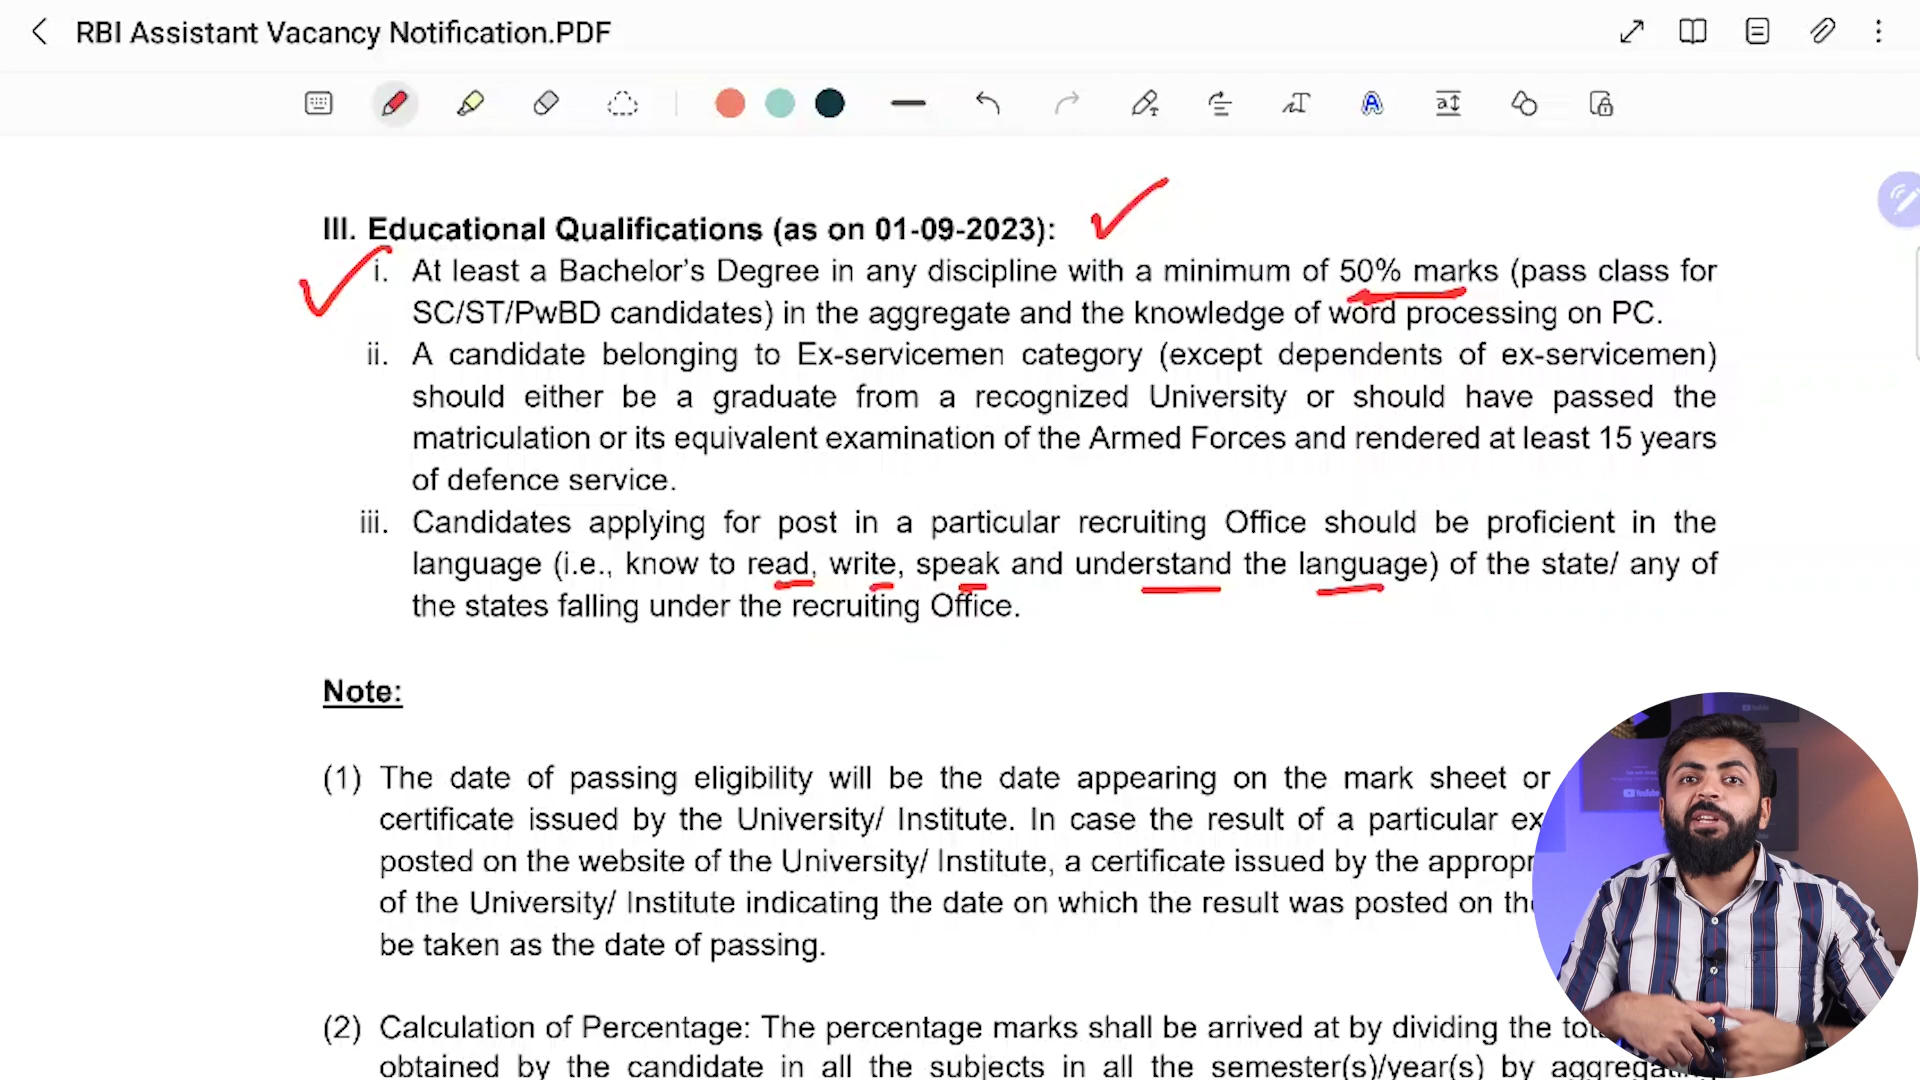 RBI Assistant Vacancy Notification.PDF
III. Educational Qualifications (as on 01-09-2023):
i. At least a Bachelor's Degree in any discipline with a minimum of 50% marks (pass class for
SC/ST/PwBD candidates) in the aggregate and the knowledge of word processing on PC.
ii. A candidate belonging to Ex-servicemen category (except dependents of ex-servicemen)
should either be a graduate from a recognized University or should have passed the
matriculation or its equivalent examination of the Armed Forces and rendered at least 15 years
of defence service.
iii. Candidates applying for post in a particular recruiting Office should be proficient in the
language (i.e., know to read, write, speak and understand the language) of the state/ any of
the states falling under the recruiting Office.
Note:
(1) The date of passing eligibility will be the date appearing on the mark sheet or
certificate issued by the University/ Institute. In case the result of a particular
posted on the website of the University/ Institute, a certificate issued by the
of the University/ Institute indicating the date on which the result was posted on
be taken as the date of passing.
(2) Calculation of Percentage: The percentage marks shall be arrived at by dividing the
obtained by the candidate in all the subjects in all the semester(s)/year(s) by
YouTube